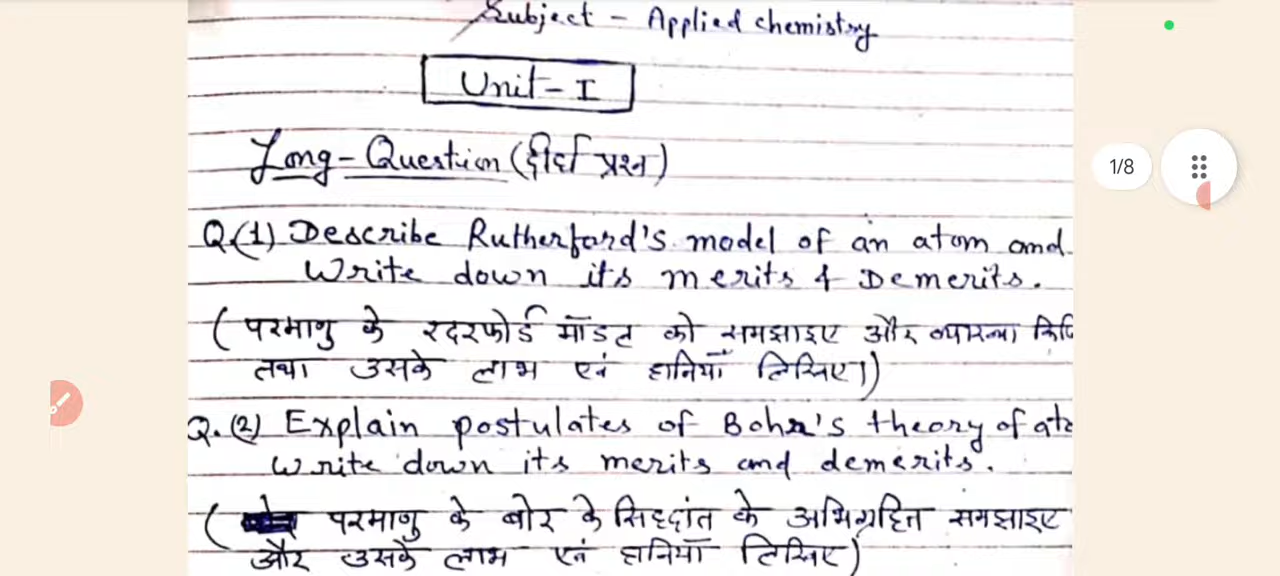 Subject - Applied chemistry
Unit - I
Long - Question (दीर्घ प्रश्न)
1/8
Q.(1) Describe Rutherford's model of an atom and
Write down its merits & Demerits.
( परमाणु के रदरफोर्ड मॉडल को समझाइए और व्याख्या किजि
तथा उसके लाभ एवं हानियाँ लिखिए।)
Q.(2) Explain postulates of Bohr's theory of ato
Write down its merits and demerits.
( परमाणु के बोर के सिद्धांत के अभिग्रहित समझाइए
और उसके लाभ एवं हानियाँ लिखिए)